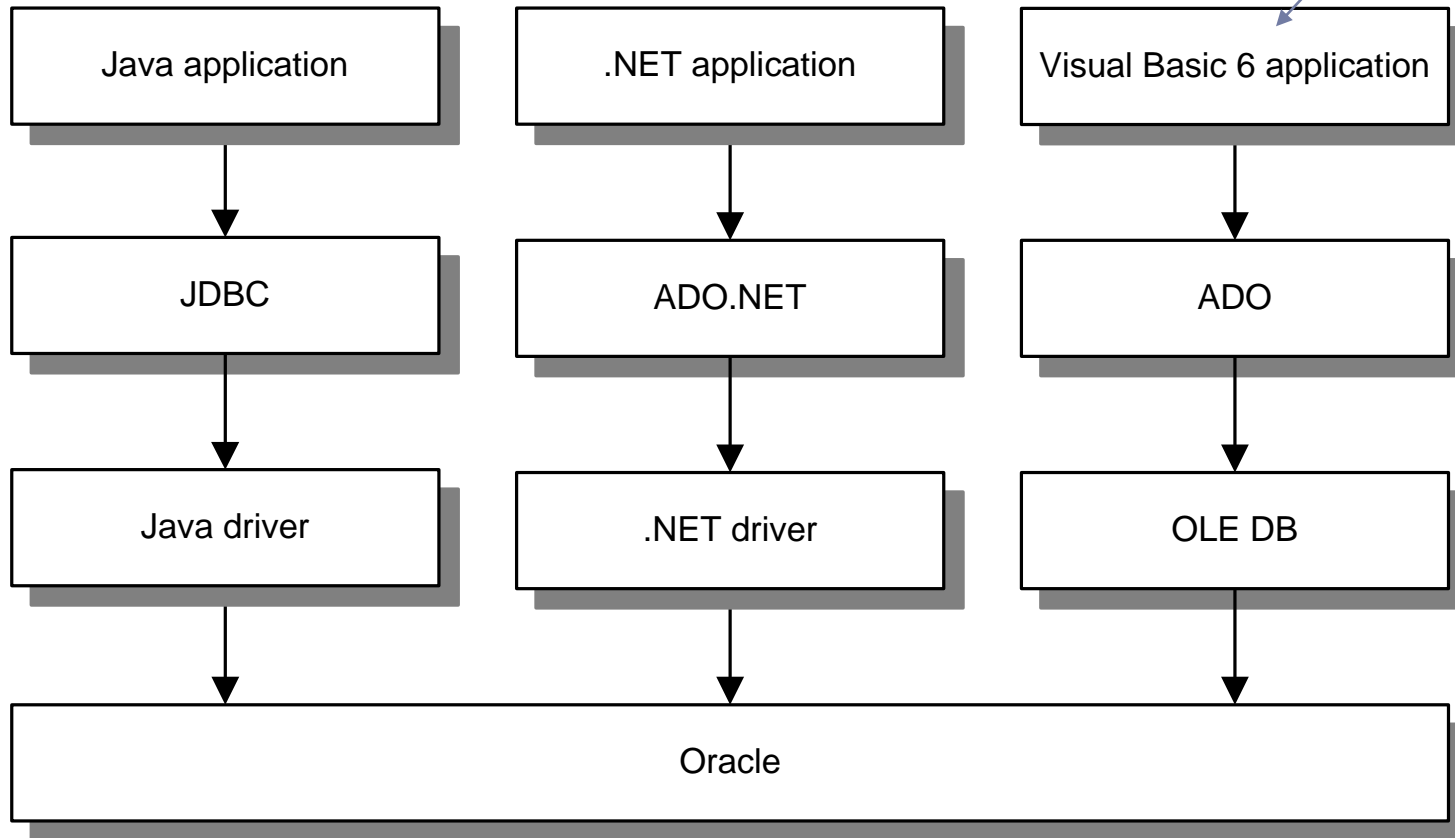 Java application
.NET application
Visual Basic 6 application
JDBC
ADO.NET
ADO
Java driver
.NET driver
OLE DB
Oracle